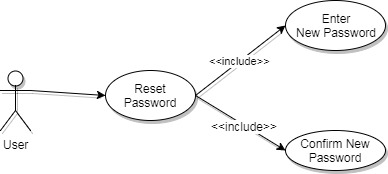 Enter
New Password
<<include>>
Reset
Password
User
<<include>>
Confirm New
Password